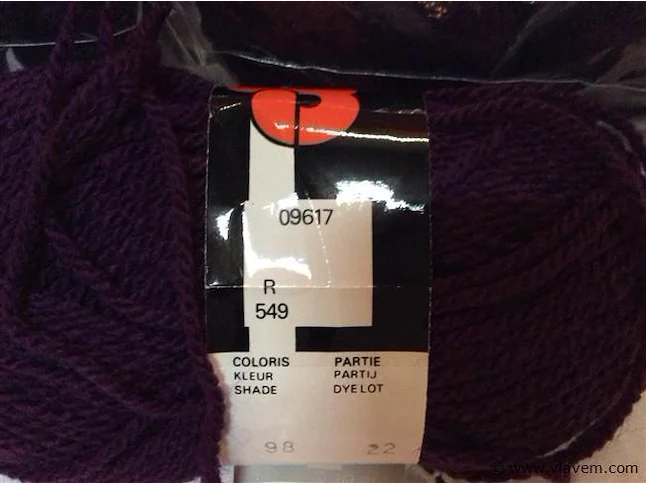 09617
R
549
COLORIS PARTIE
KLEUR PARTIJ
SHADE DYE LOT
98 22
© www.vlavem.com